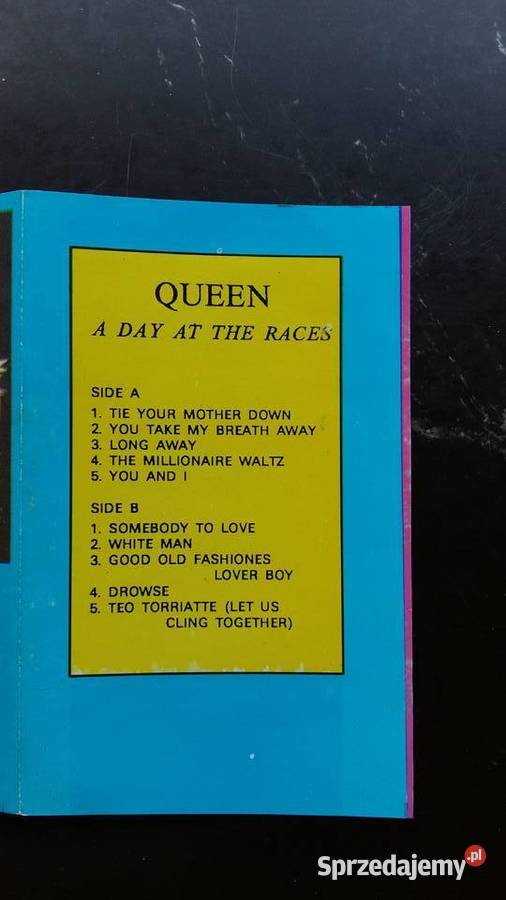 QUEEN
A DAY AT THE RACES
SIDE A
1. TIE YOUR MOTHER DOWN
2. YOU TAKE MY BREATH AWAY
3. LONG AWAY
4. THE MILLIONAIRE WALTZ
5. YOU AND I
SIDE B
1. SOMEBODY TO LOVE
2. WHITE MAN
3. GOOD OLD FASHIONES
LOVER BOY
4. DROWSE
5. TEO TORRIATTE (LET US
CLING TOGETHER)
Sprzedajemy.pl